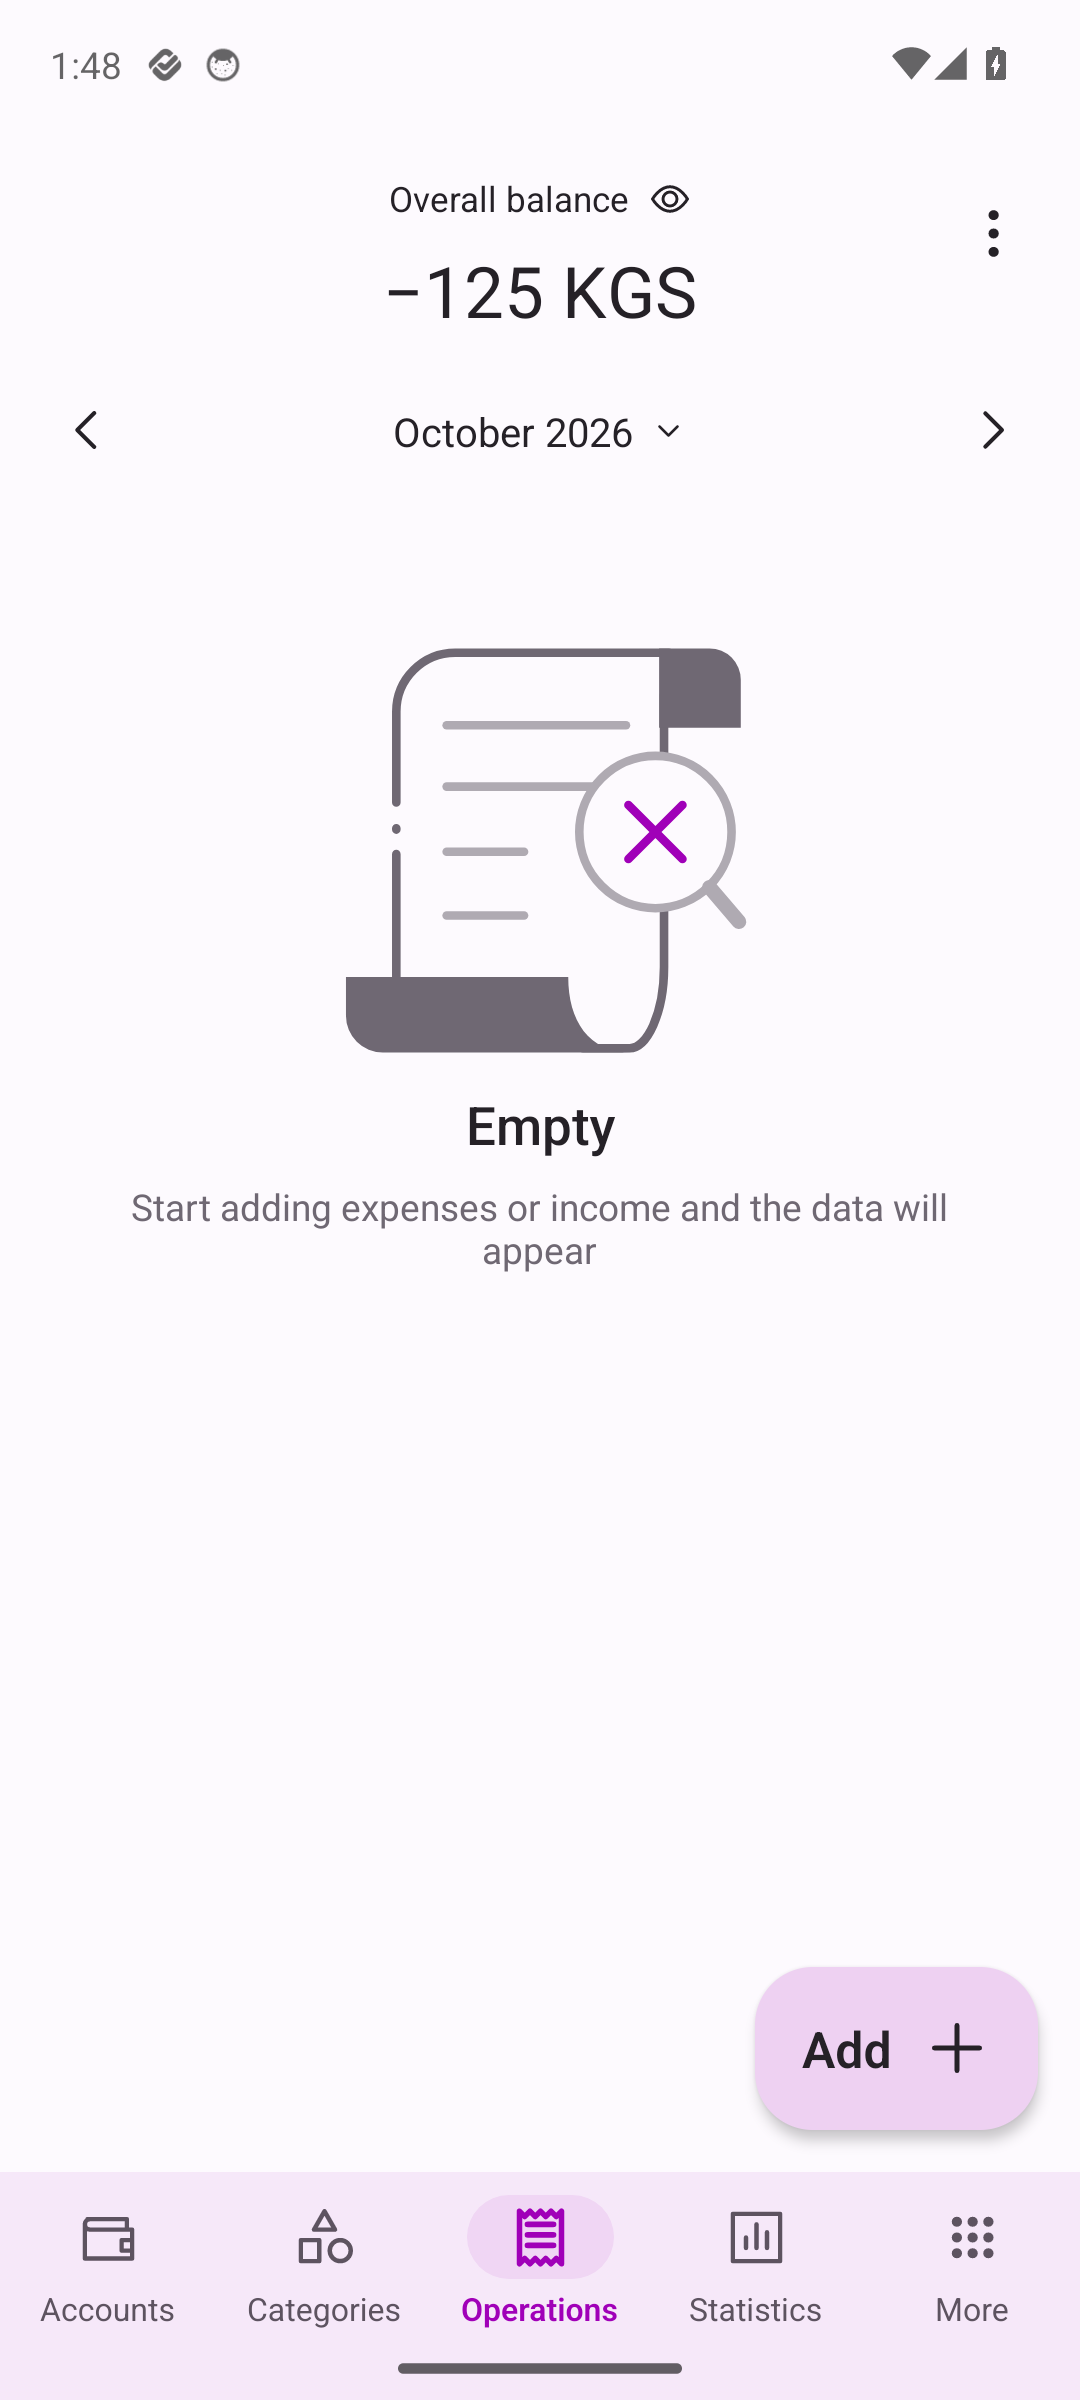 1:48
Overall balance
−125 KGS
October 2026
Empty
Start adding expenses or income and the data will
appear
Add
Accounts
Categories
Operations
Statistics
More